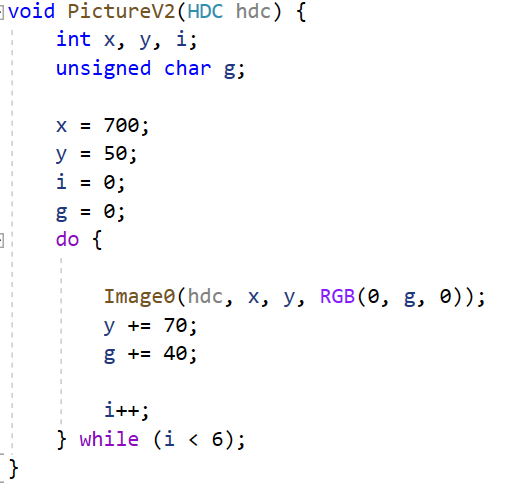 void PictureV2(HDC hdc) {
    int x, y, i;
    unsigned char g;

    x = 700;
    y = 50;
    i = 0;
    g = 0;
    do {

        Image0(hdc, x, y, RGB(0, g, 0));
        y += 70;
        g += 40;

        i++;
    } while (i < 6);
}